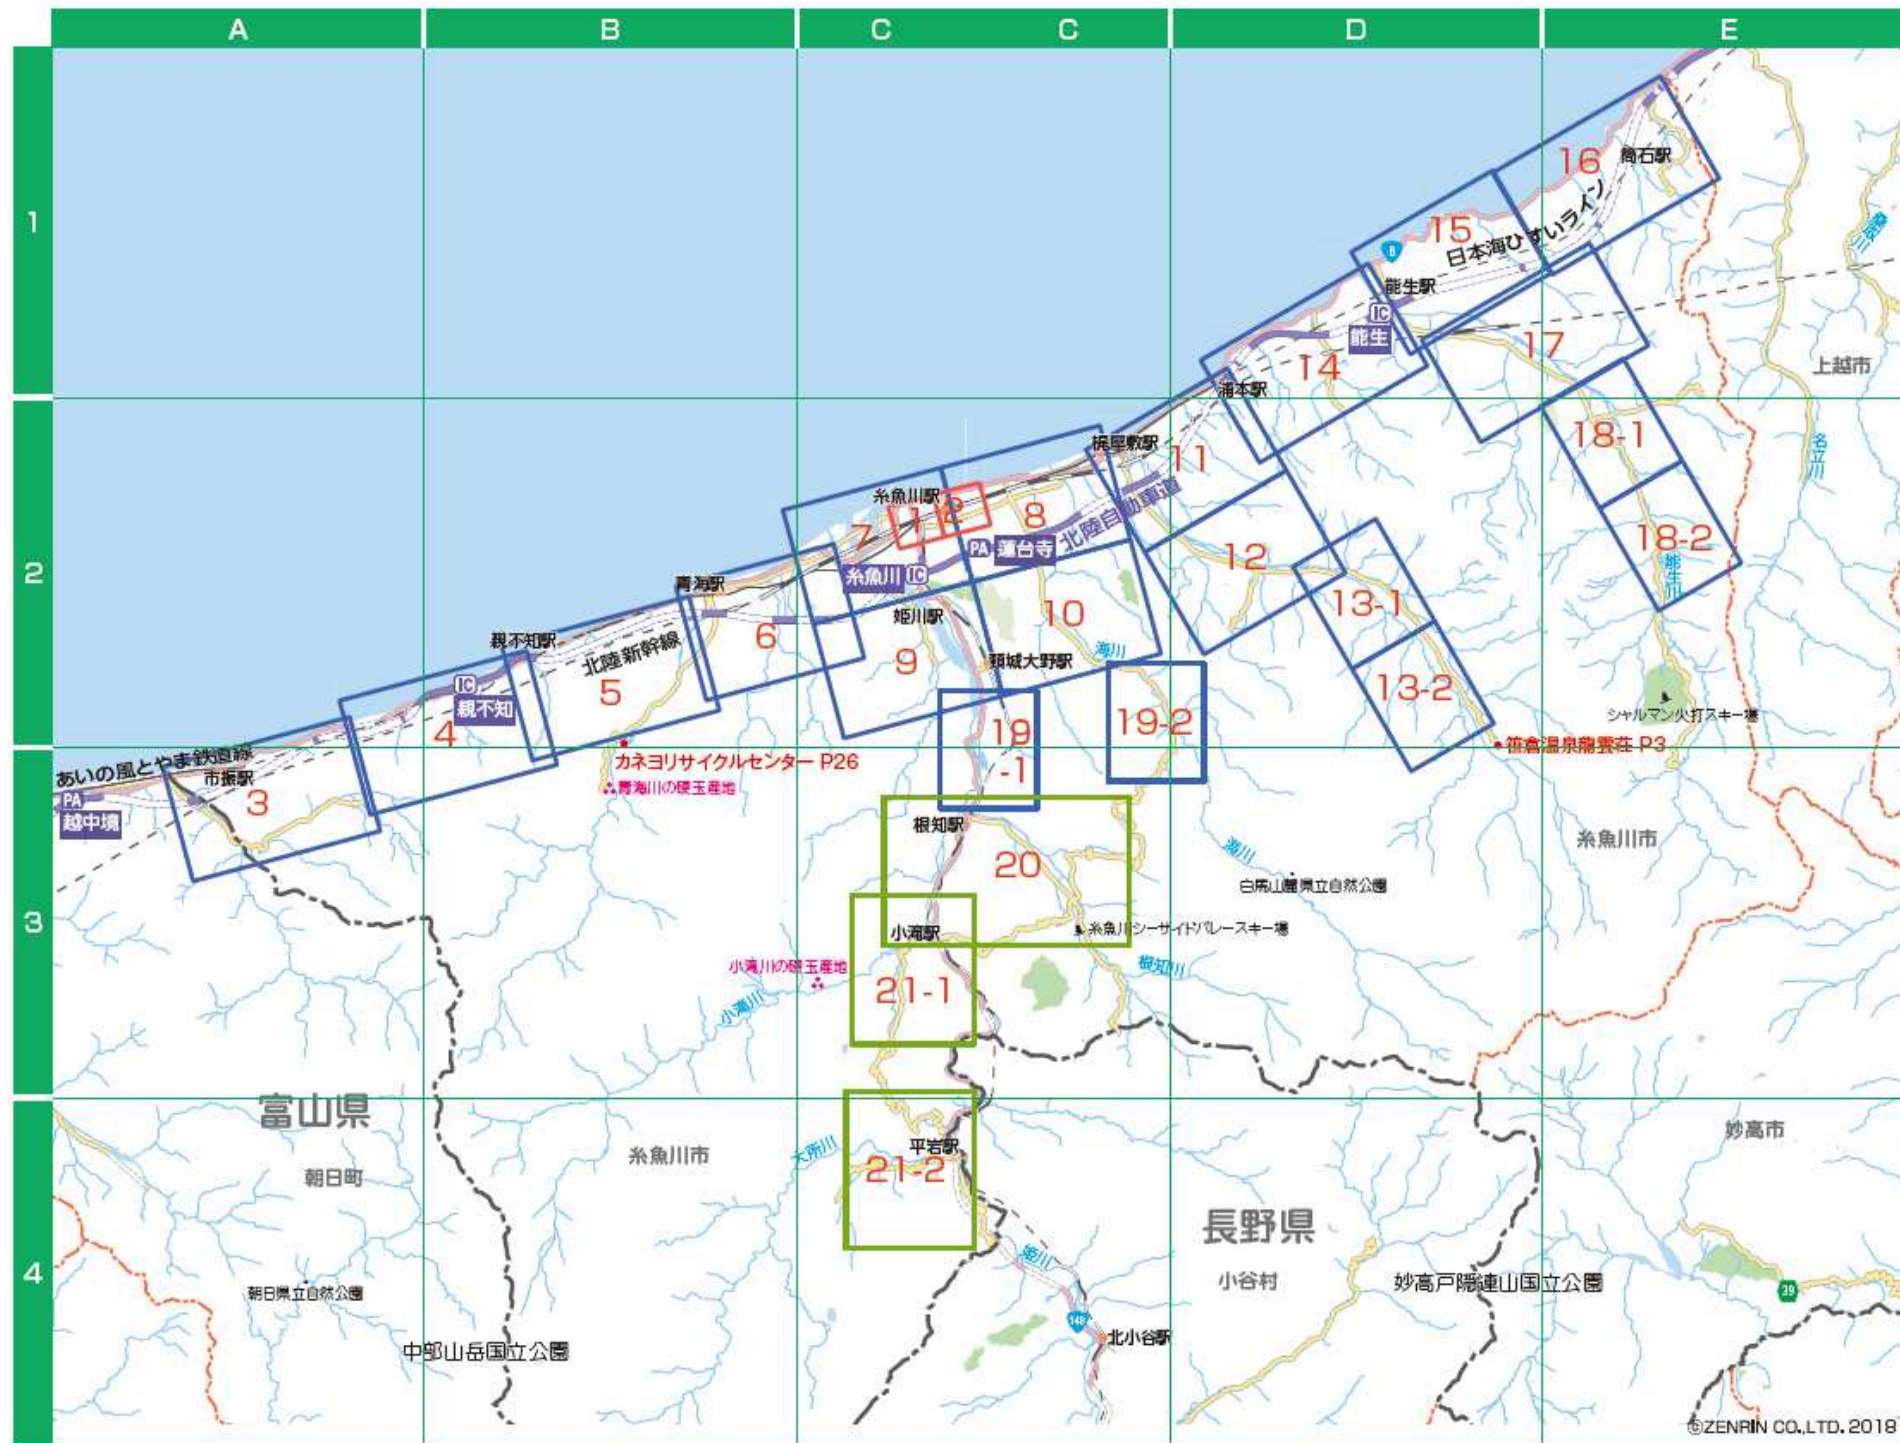 A
B
C
C
D
E
1
2
3
4
16
筒石駅
15
日本海ひすいライン
8
能生駅
IC
能生
桑取川
17
14
上越市
浦本駅
梶屋敷駅
11
18-1
名立川
糸魚川駅
7
1
2
8
北陸自動車道
PA 蓮台寺
糸魚川 IC
12
18-2
能生川
青海駅
6
姫川駅
10
13-1
親不知駅
北陸新幹線
9
頸城大野駅
海川
5
13-2
IC
親不知
4
19-1
19-2
シャルマン火打スキー場
笹倉温泉龍雲荘 P3
あいの風とやま鉄道線
市振駅
カネヨリサイクルセンター P26
青海川の硬玉産地
PA
越中境
3
根知駅
20
糸魚川市
海川
白馬山麓県立自然公園
小滝駅
糸魚川シーサイドバレースキー場
小滝川の硬玉産地
根知川
小滝川
21-1
富山県
朝日町
糸魚川市
大所川
平岩駅
21-2
妙高市
長野県
小谷村
姫川
妙高戸隠連山国立公園
39
朝日県立自然公園
148
北小谷駅
中部山岳国立公園
©ZENRIN CO.,LTD. 2018